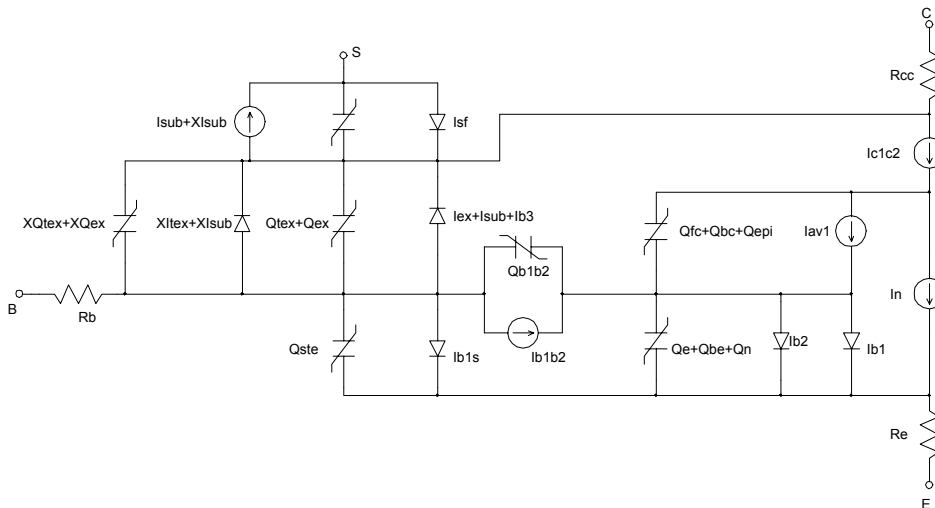 C
S
Rcc
Isub+XIsub
Isf
Ic1c2
XQtex+XQex
XItex+XIsub
Qtex+Qex
Iex+Isub+Ib3
Qfc+Qbc+Qepi
Iav1
Qb1b2
B
Rb
In
Qste
Ib1s
Ib1b2
Qe+Qbe+Qn
Ib2
Ib1
Re
E